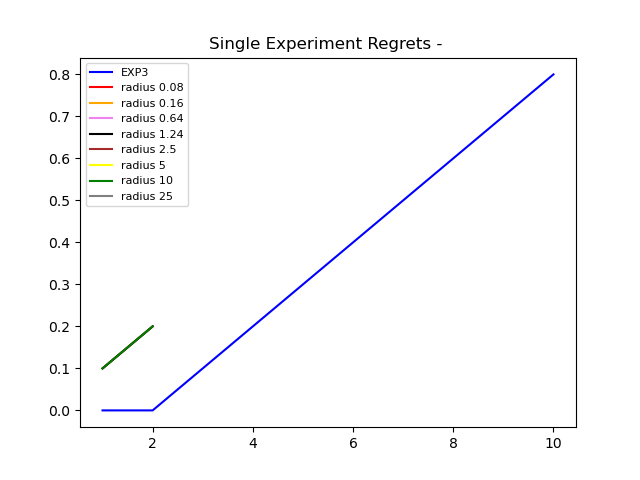 Single Experiment Regrets -
EXP3
radius 0.08
radius 0.16
radius 0.64
radius 1.24
radius 2.5
radius 5
radius 10
radius 25
0.8
0.7
0.6
0.5
0.4
0.3
0.2
0.1
0.0
2
4
6
8
10